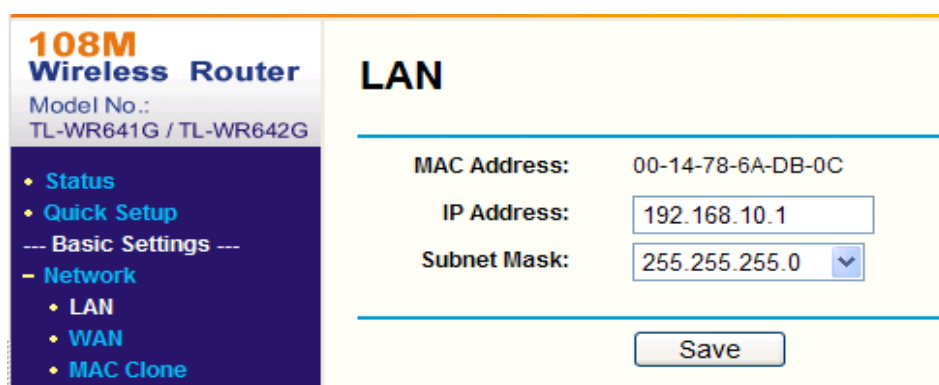 108M
Wireless Router
Model No.:
TL-WR641G / TL-WR642G
• Status
• Quick Setup
--- Basic Settings ---
– Network
• LAN
• WAN
• MAC Clone
LAN
MAC Address: 00-14-78-6A-DB-0C
IP Address: 192.168.10.1
Subnet Mask: 255.255.255.0
Save